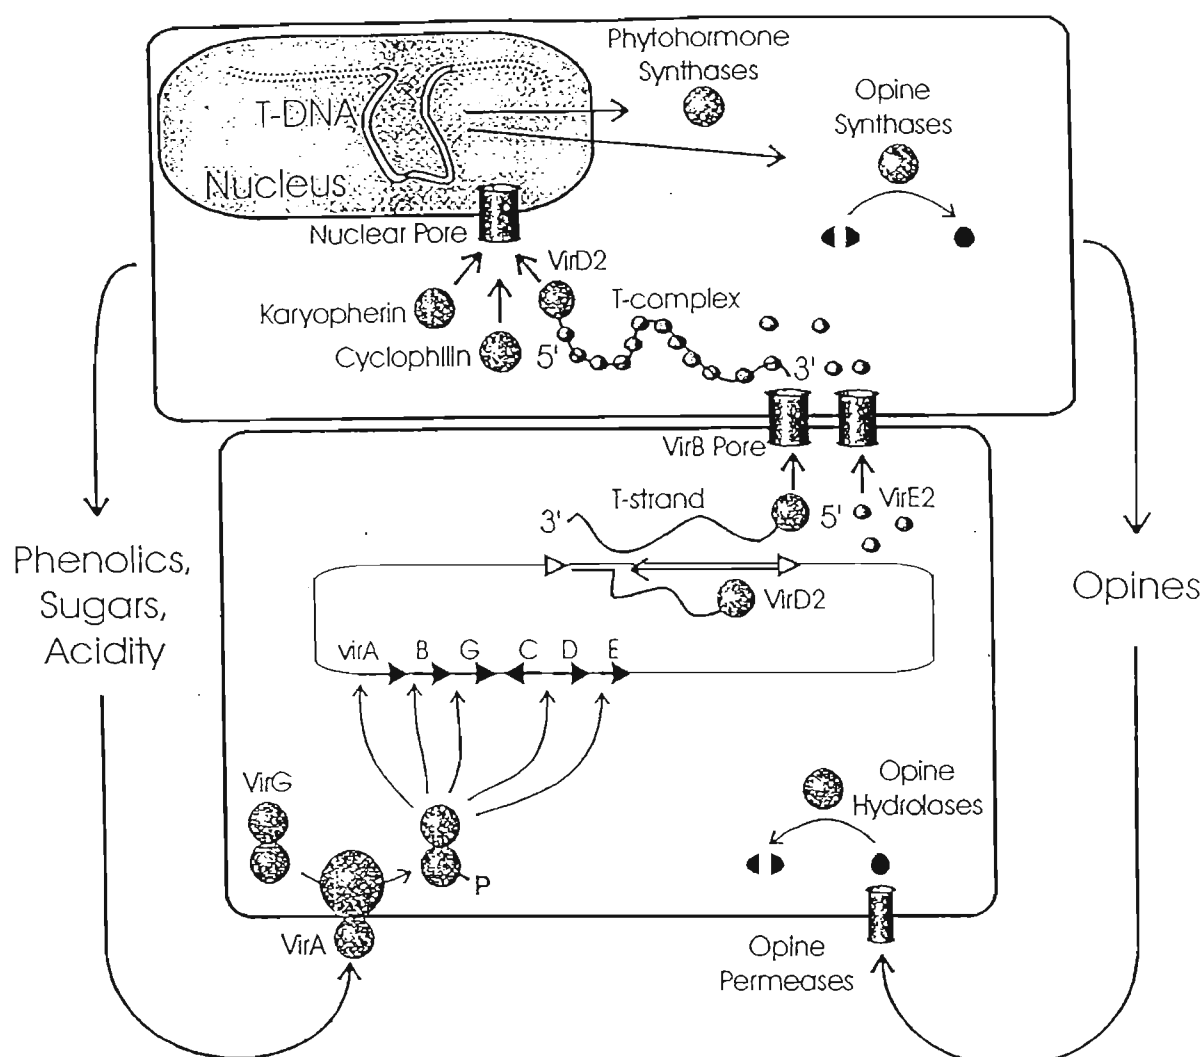 Phytohormone
Synthases
Opine
Synthases
T-DNA
Nucleus
Nuclear Pore
VirD2
Karyopherin
T-complex
Cyclophilin
5'
3'
VirB Pore
T-strand
VirE2
3'
5'
Phenolics,
Sugars,
Acidity
Opines
VirD2
virA B G C D E
VirG
Opine
Hydrolases
P
VirA
Opine
Permeases